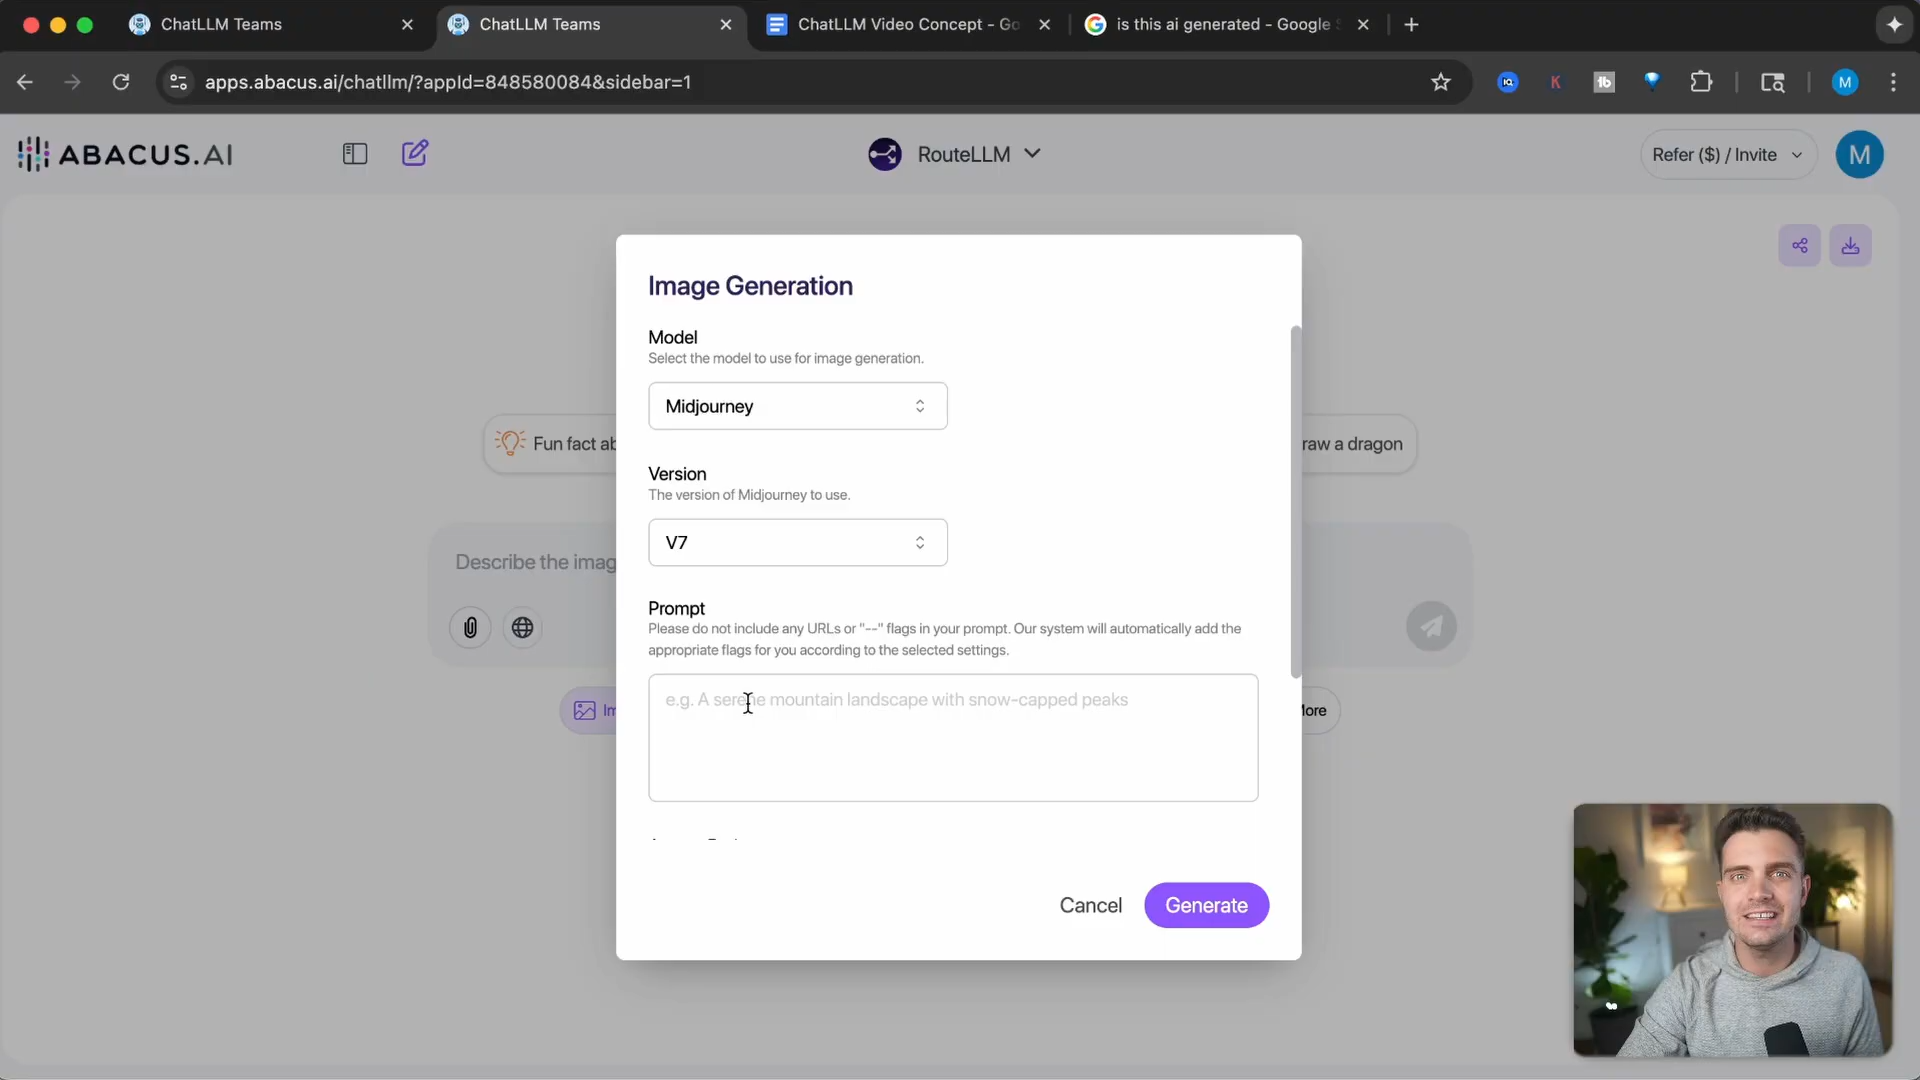 ChatLLM Teams
ChatLLM Teams
ChatLLM Video Concept - Go
is this ai generated - Google
apps.abacus.ai/chatllm/?appId=848580084&sidebar=1
M
ABACUS.AI
RouteLLM
Refer ($) / Invite
M
Image Generation
Model
Select the model to use for image generation.
Midjourney
Fun fact ab
raw a dragon
Version
The version of Midjourney to use.
V7
Describe the imag
Prompt
Please do not include any URLs or "--" flags in your prompt. Our system will automatically add the
appropriate flags for you according to the selected settings.
e.g. A serene mountain landscape with snow-capped peaks
Im
More
Cancel
Generate